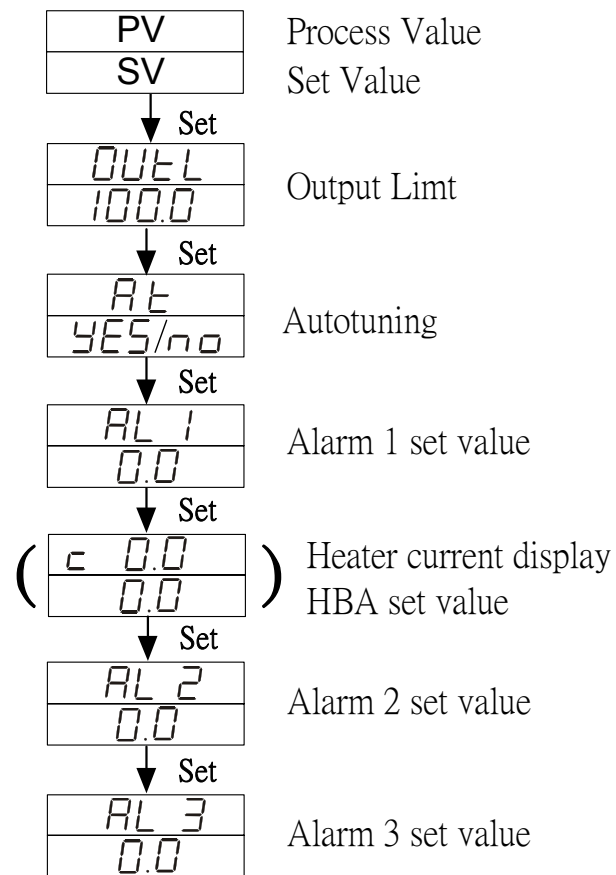 PV Process Value
SV Set Value
Set
OUtL
100.0
Output Limt
Set
At
YES/no
Autotuning
Set
AL 1
0.0
Alarm 1 set value
Set
( c 0.0 ) Heater current display
0.0 HBA set value
Set
AL 2
0.0
Alarm 2 set value
Set
AL 3
0.0
Alarm 3 set value